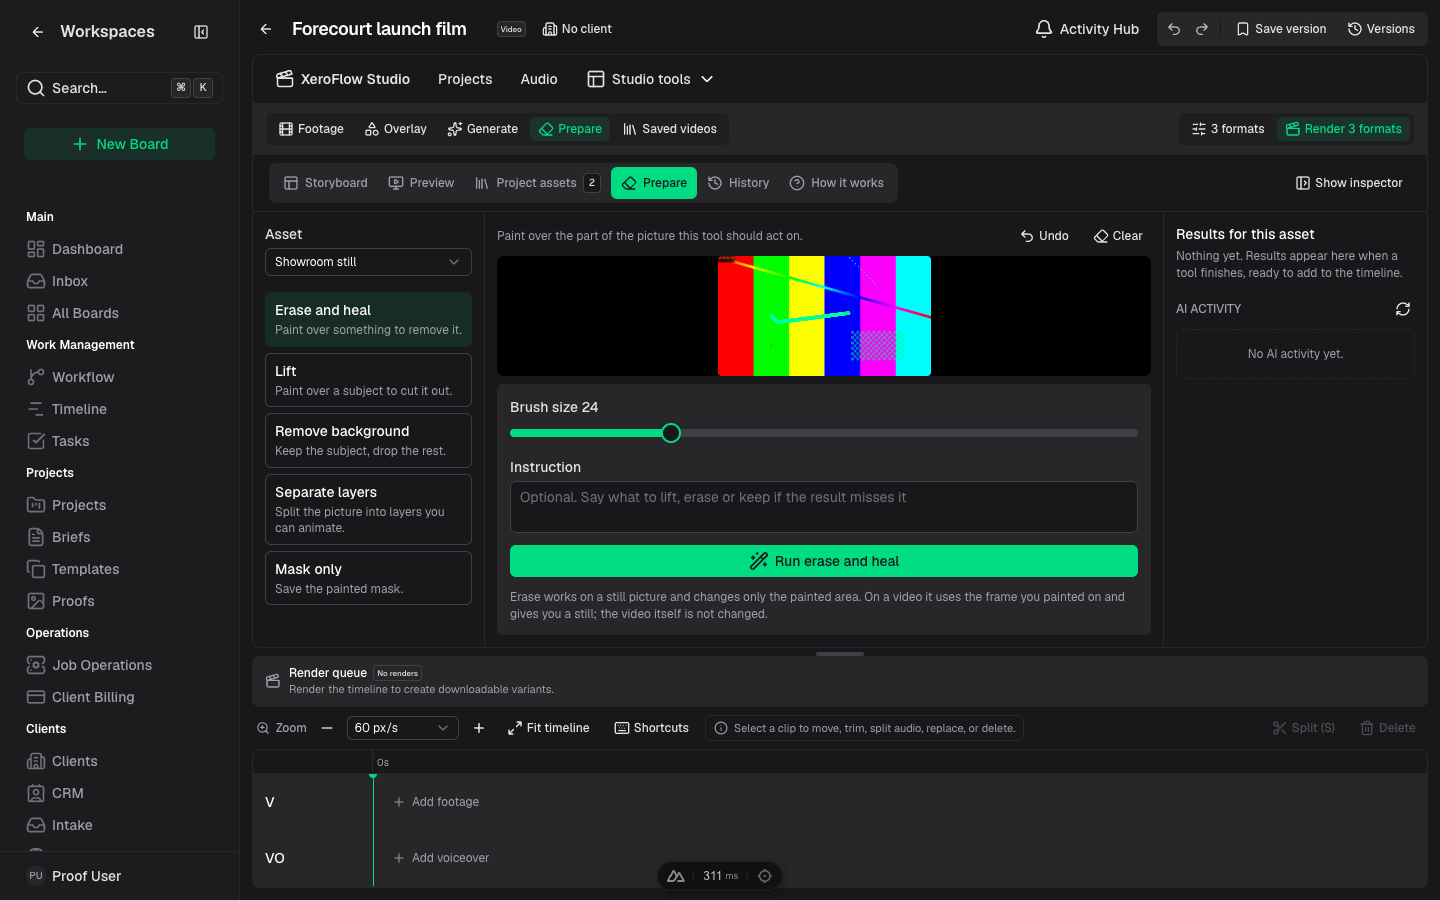 Workspaces
Search...
⌘ K
New Board
Main
Dashboard
Inbox
All Boards
Work Management
Workflow
Timeline
Tasks
Projects
Projects
Briefs
Templates
Proofs
Operations
Job Operations
Client Billing
Clients
Clients
CRM
Intake
PU Proof User
Forecourt launch film
Video
No client
Activity Hub
Save version
Versions
XeroFlow Studio
Projects
Audio
Studio tools
Footage
Overlay
Generate
Prepare
Saved videos
3 formats
Render 3 formats
Storyboard
Preview
Project assets 2
Prepare
History
How it works
Show inspector
Asset
Showroom still
Erase and heal
Paint over something to remove it.
Lift
Paint over a subject to cut it out.
Remove background
Keep the subject, drop the rest.
Separate layers
Split the picture into layers you
can animate.
Mask only
Save the painted mask.
Paint over the part of the picture this tool should act on.
Undo
Clear
Brush size 24
Instruction
Optional. Say what to lift, erase or keep if the result misses it
Run erase and heal
Erase works on a still picture and changes only the painted area. On a video it uses the frame you painted on and
gives you a still; the video itself is not changed.
Results for this asset
Nothing yet. Results appear here when a
tool finishes, ready to add to the timeline.
AI ACTIVITY
No AI activity yet.
Render queue
No renders
Render the timeline to create downloadable variants.
Zoom
60 px/s
Fit timeline
Shortcuts
Select a clip to move, trim, split audio, replace, or delete.
Split (S)
Delete
0s
V
Add footage
VO
Add voiceover
311 ms